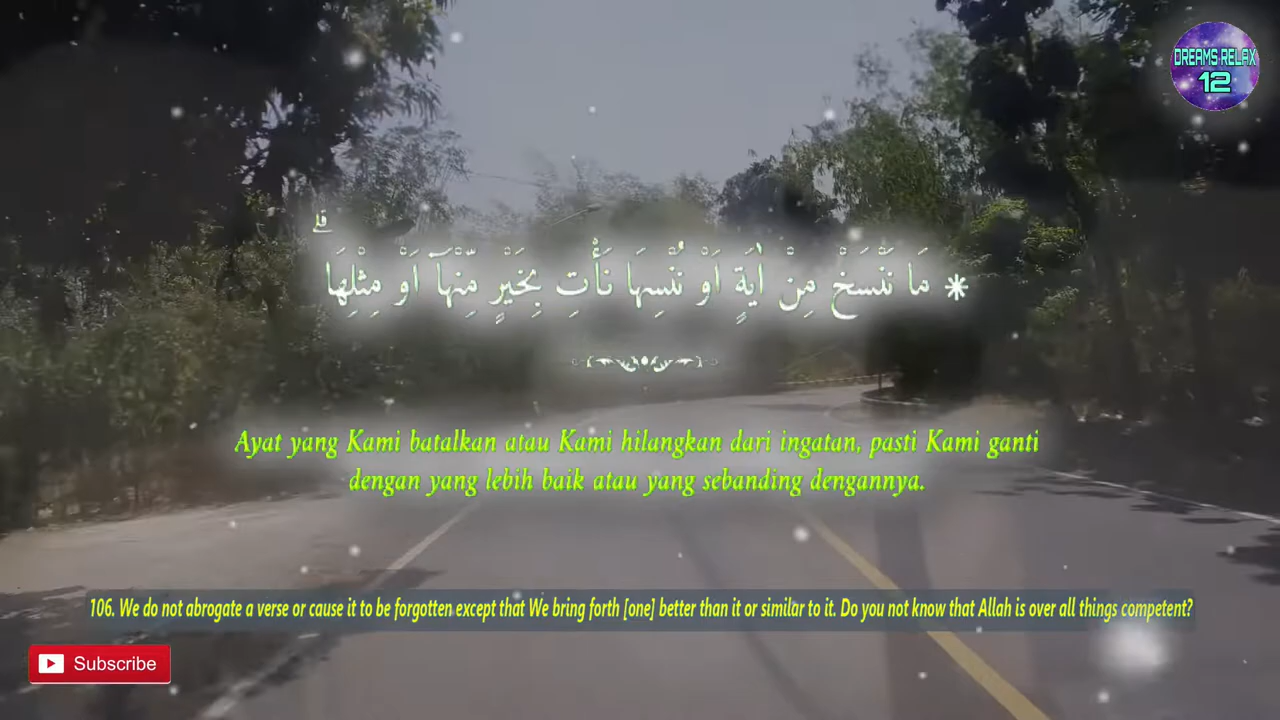 DREAMS RELAX
12
* مَا نَنْسَخْ مِنْ اٰيَةٍ اَوْ نُنْسِهَا نَأْتِ بِخَيْرٍ مِّنْهَآ اَوْ مِثْلِهَا ۗ
Ayat yang Kami batalkan atau Kami hilangkan dari ingatan, pasti Kami ganti
dengan yang lebih baik atau yang sebanding dengannya.
106. We do not abrogate a verse or cause it to be forgotten except that We bring forth [one] better than it or similar to it. Do you not know that Allah is over all things competent?
Subscribe